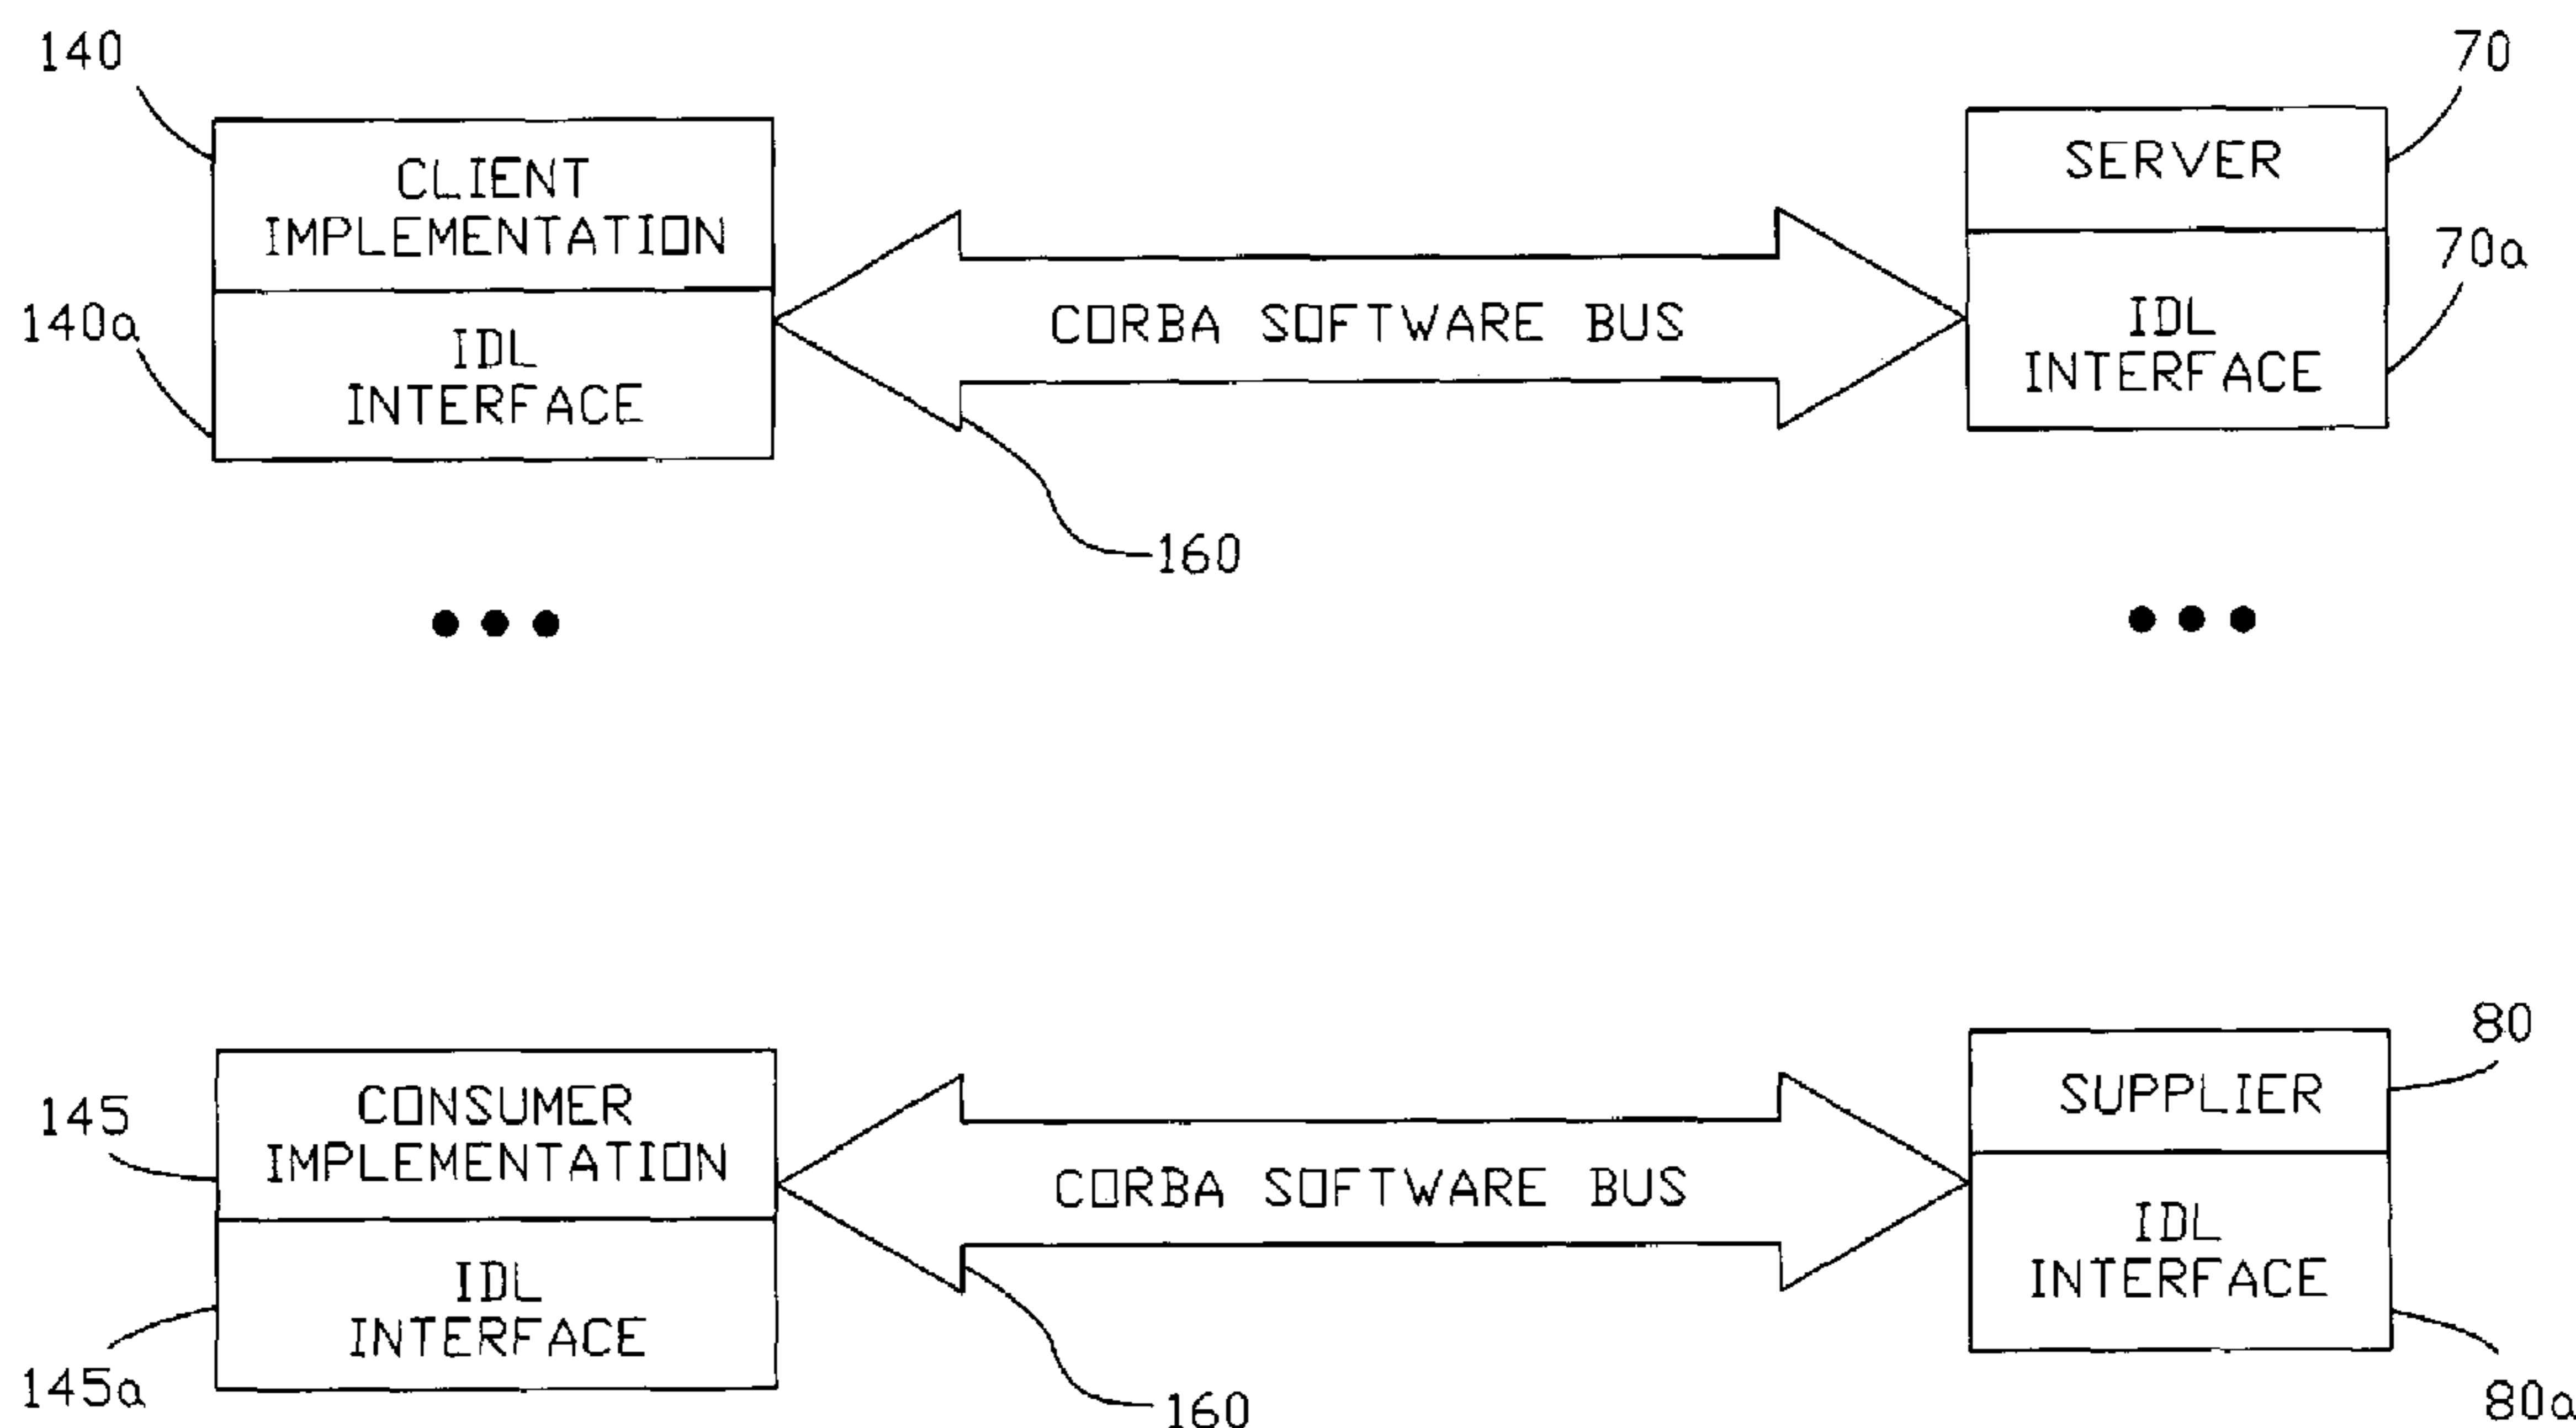 140
70
CLIENT
IMPLEMENTATION
SERVER
140a
IDL
INTERFACE
CORBA SOFTWARE BUS
70a
IDL
INTERFACE
160
145
CONSUMER
IMPLEMENTATION
80
SUPPLIER
145a
IDL
INTERFACE
CORBA SOFTWARE BUS
IDL
INTERFACE
80a
160